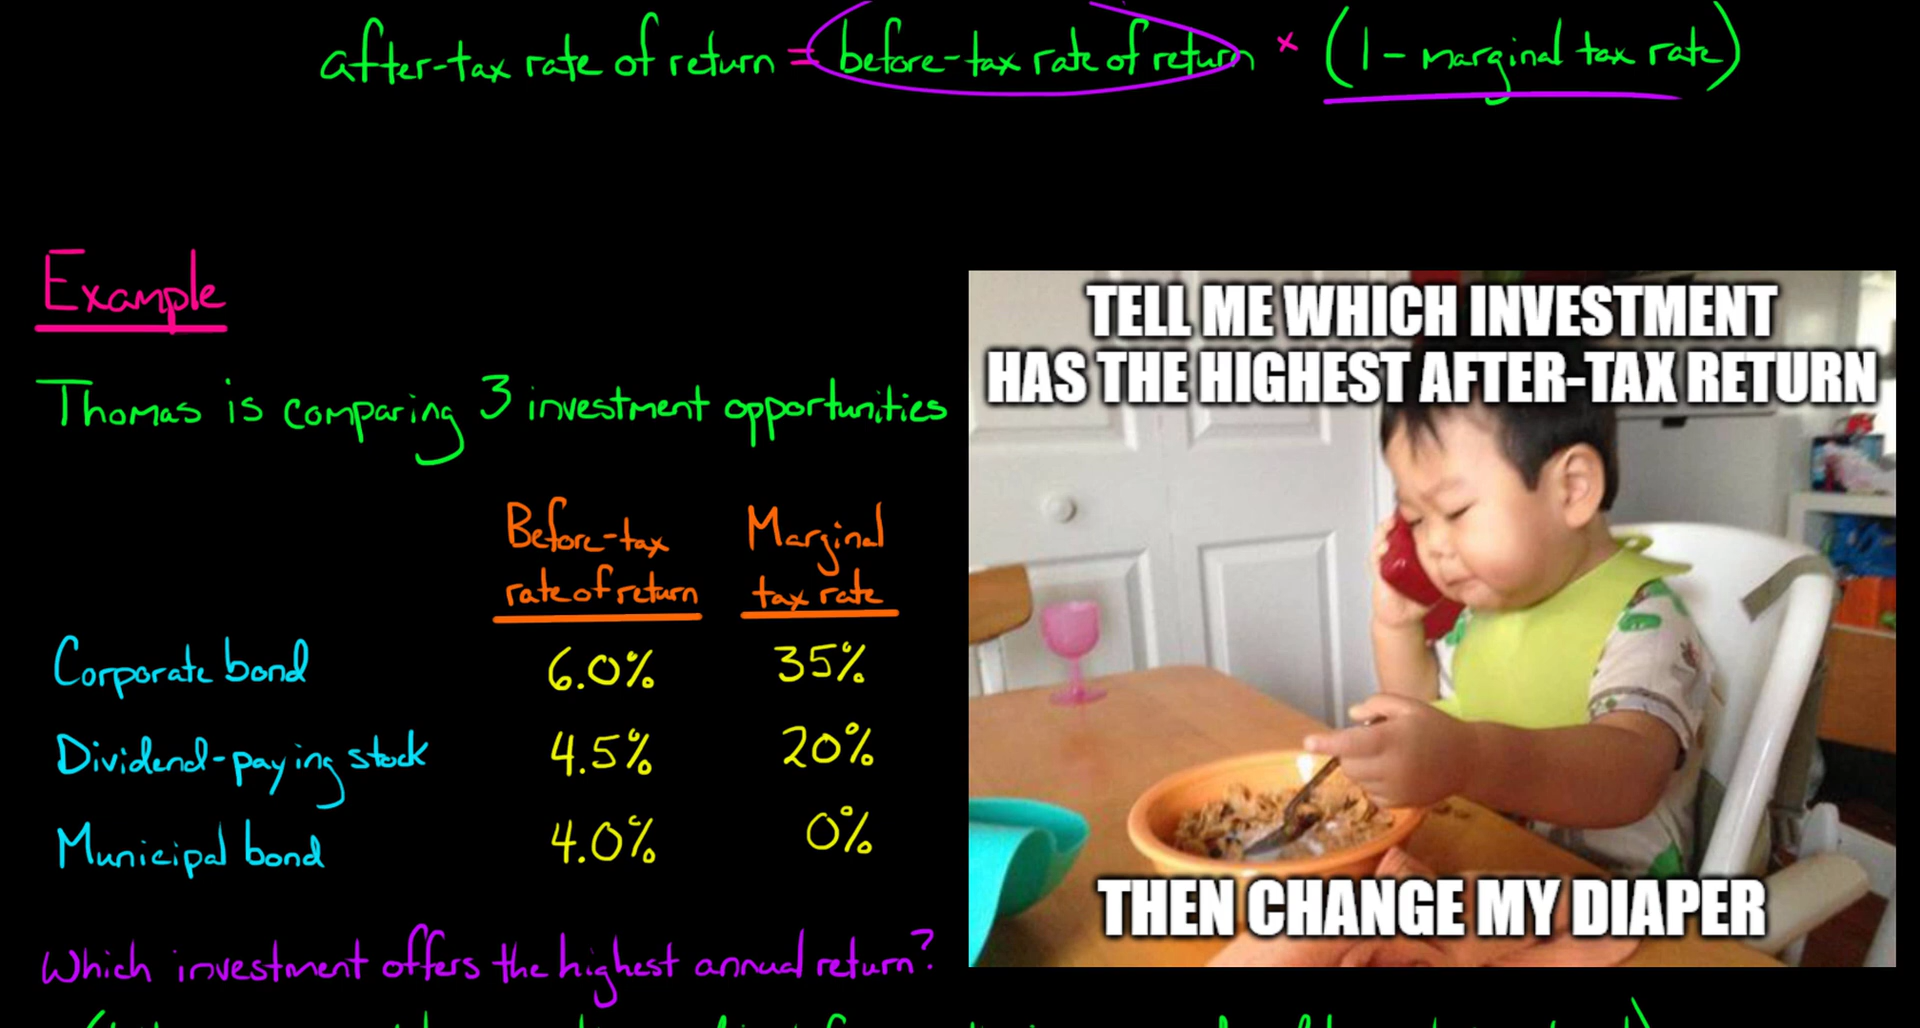 after-tax rate of return = before-tax rate of return × (1 - marginal tax rate)
Example
Thomas is comparing 3 investment opportunities
Before-tax rate of return
Marginal tax rate
Corporate bond 6.0% 35%
Dividend-paying stock 4.5% 20%
Municipal bond 4.0% 0%
Which investment offers the highest annual return?
TELL ME WHICH INVESTMENT
HAS THE HIGHEST AFTER-TAX RETURN
THEN CHANGE MY DIAPER